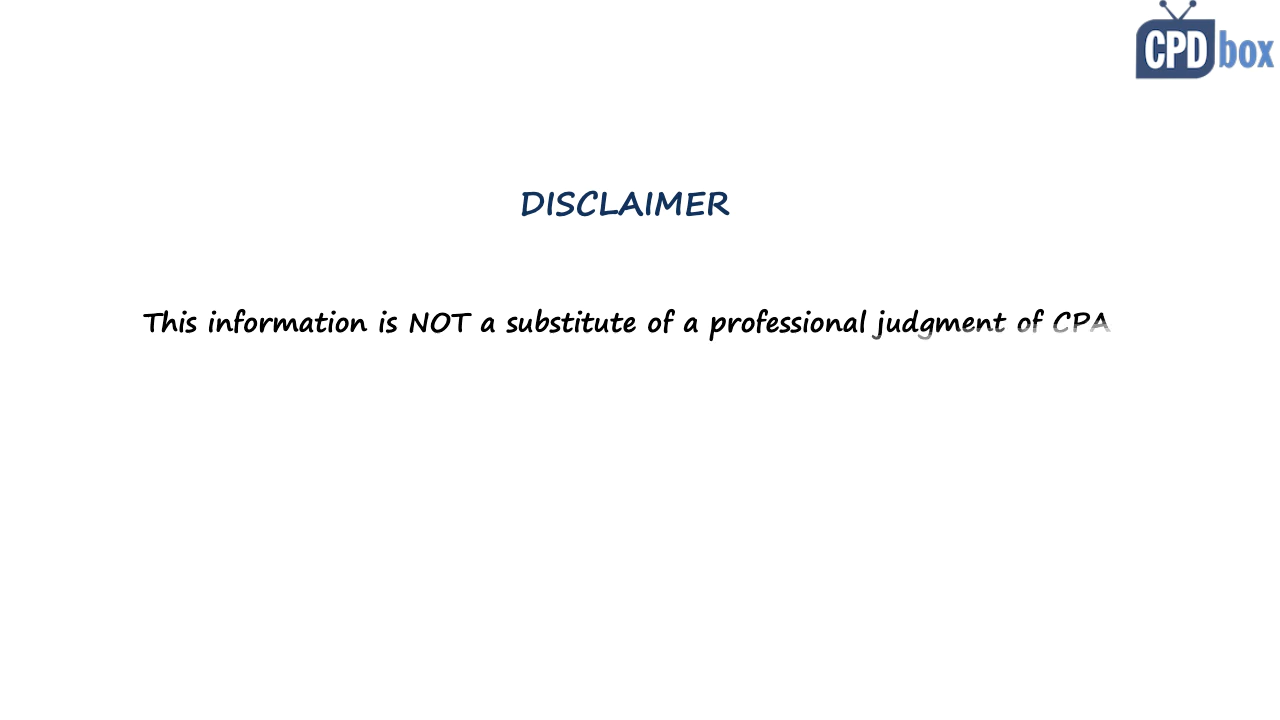 CPD box
DISCLAIMER
This information is NOT a substitute of a professional judgment of CPA